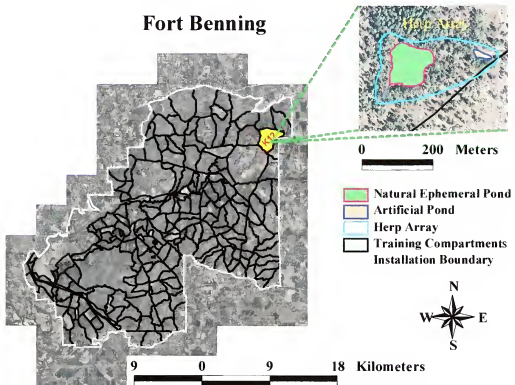 Fort Benning
Herp Array
K13
0 200 Meters
Natural Ephemeral Pond
Artificial Pond
Herp Array
Training Compartments
Installation Boundary
N
W E
S
9 0 9 18 Kilometers